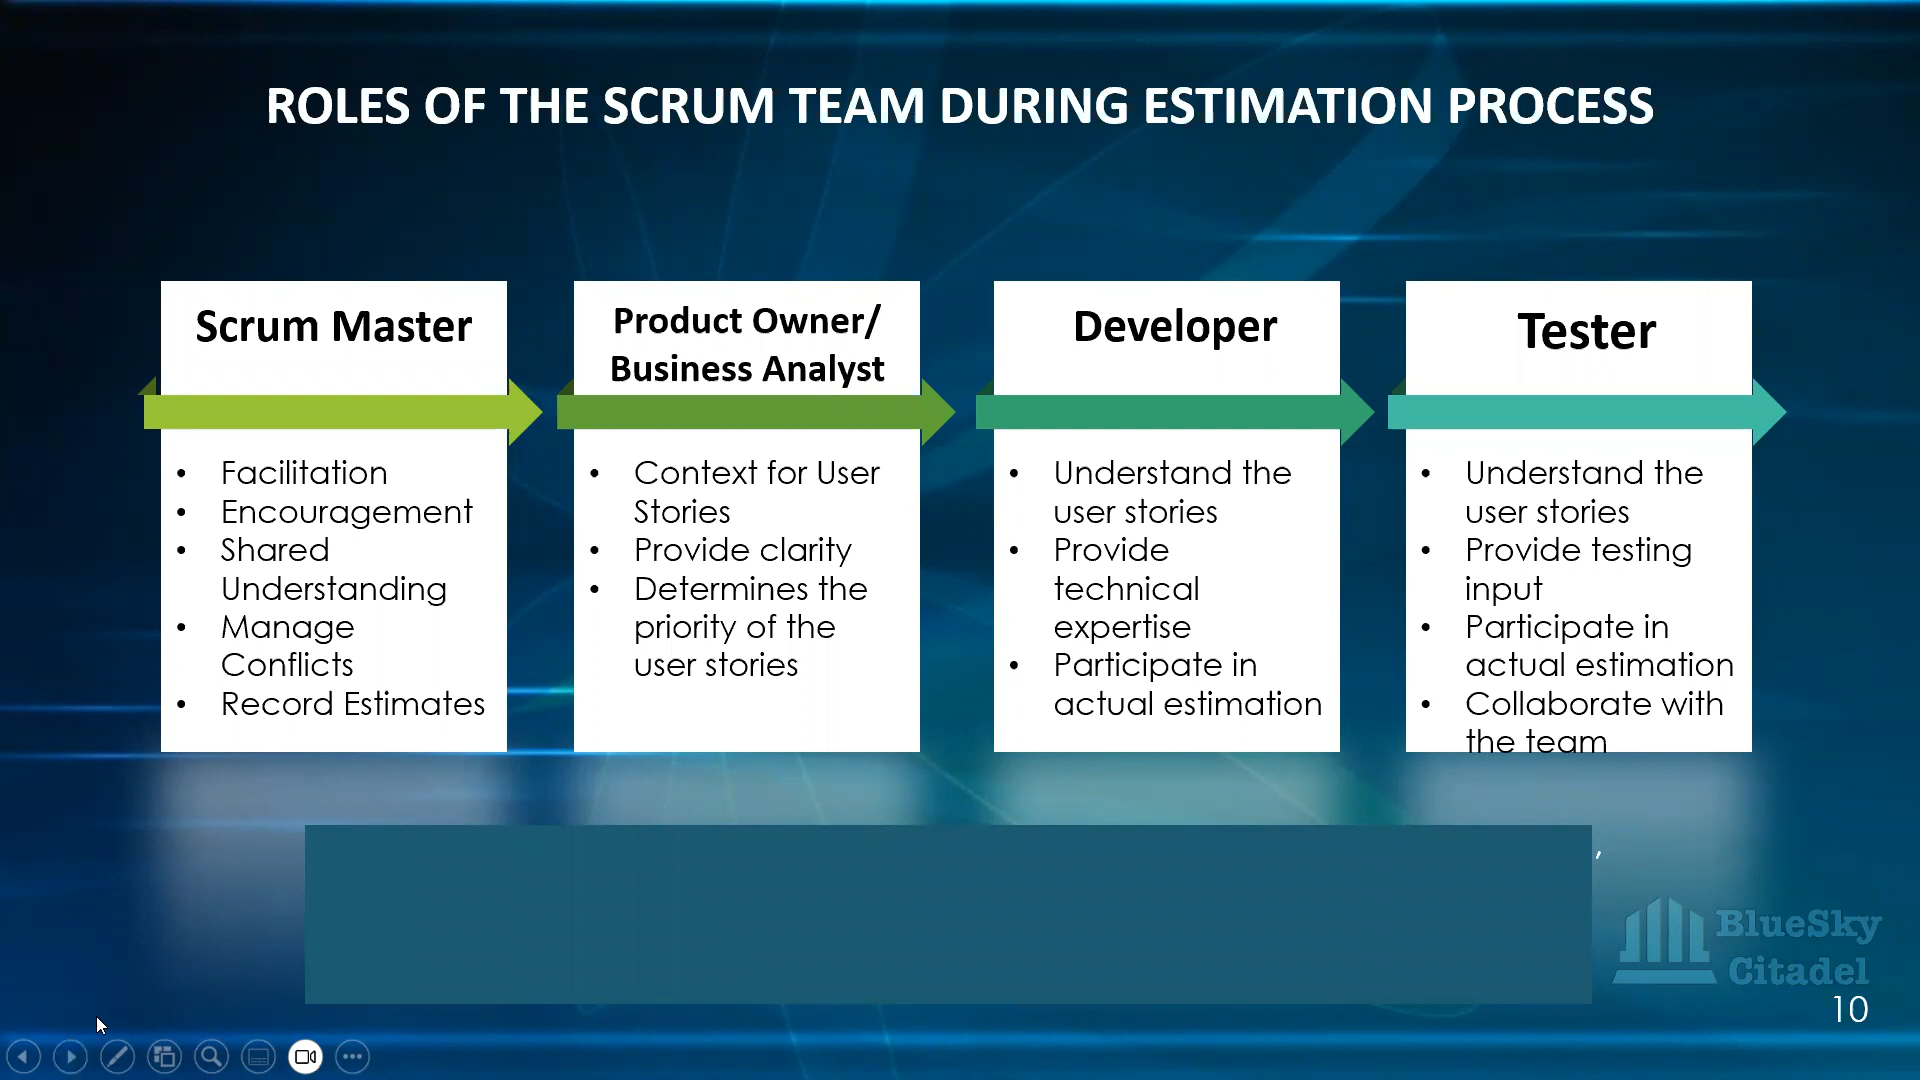 ROLES OF THE SCRUM TEAM DURING ESTIMATION PROCESS
Scrum Master
• Facilitation
• Encouragement
• Shared
Understanding
• Manage
Conflicts
• Record Estimates
Product Owner/
Business Analyst
• Context for User
Stories
• Provide clarity
• Determines the
priority of the
user stories
Developer
• Understand the
user stories
• Provide
technical
expertise
• Participate in
actual estimation
Tester
• Understand the
user stories
• Provide testing
input
• Participate in
actual estimation
• Collaborate with
the team
,
BlueSky
Citadel
10